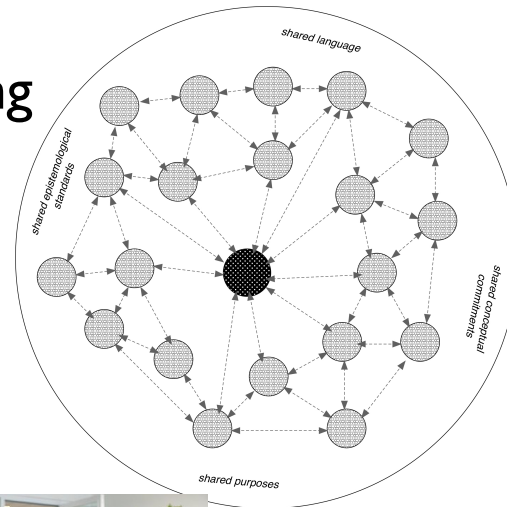 shared language
ng
shared epistemological
standards
shared conceptual
commitments
shared purposes